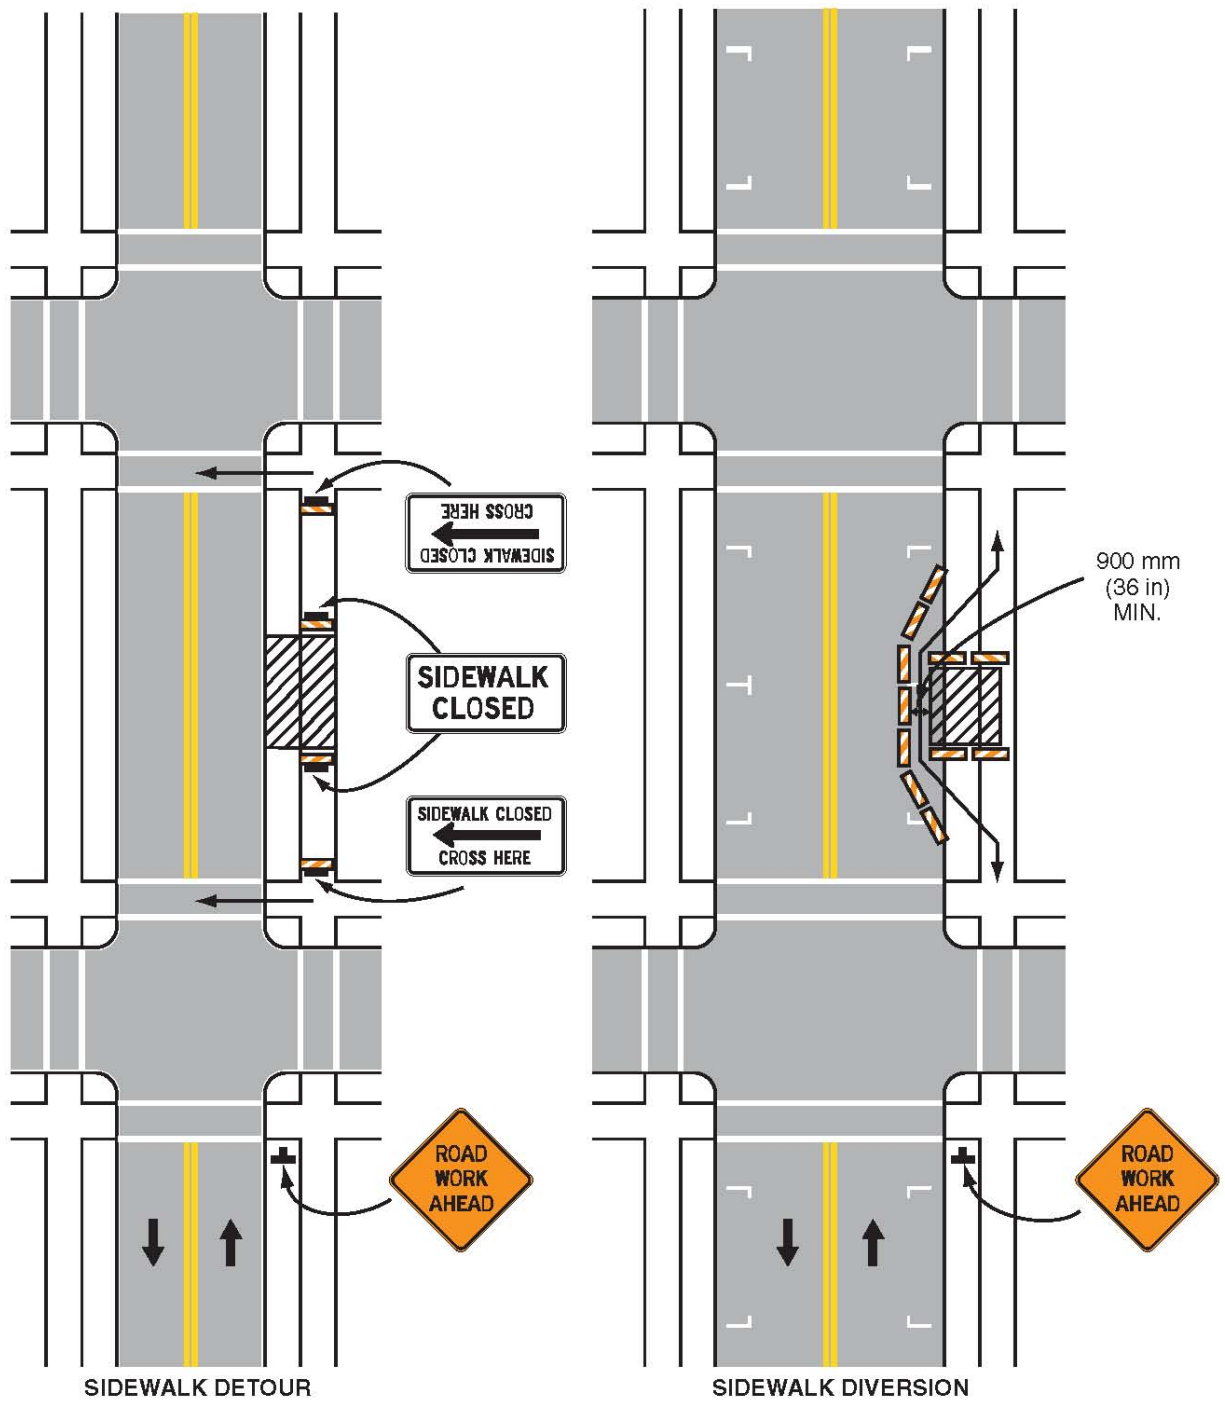 CROSS HERE
SIDEWALK CLOSED
SIDEWALK
CLOSED
SIDEWALK CLOSED
CROSS HERE
ROAD
WORK
AHEAD
SIDEWALK DETOUR
900 mm
(36 in)
MIN.
ROAD
WORK
AHEAD
SIDEWALK DIVERSION